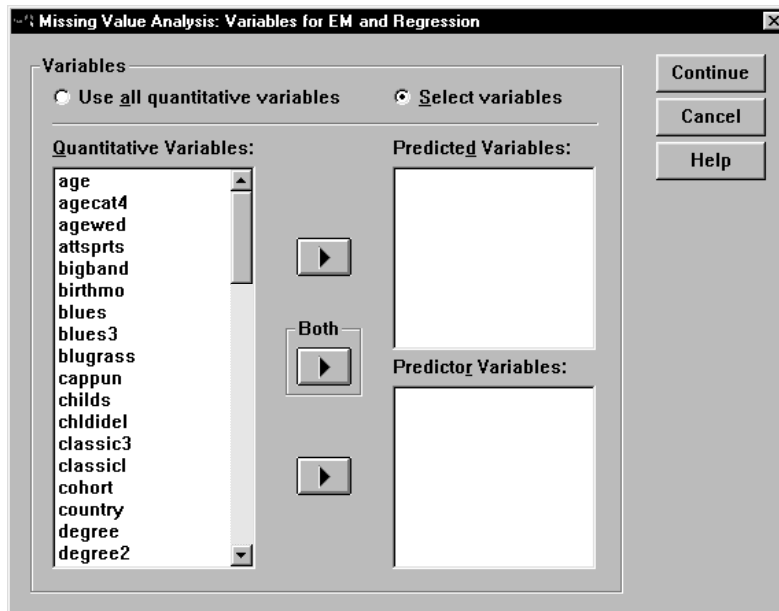 Missing Value Analysis: Variables for EM and Regression
Variables
Use all quantitative variables
Select variables
Quantitative Variables:
age
agecat4
agewed
attsprts
bigband
birthmo
blues
blues3
blugrass
cappun
childs
chldidel
classic3
classicl
cohort
country
degree
degree2
Both
Predicted Variables:
Predictor Variables:
Continue
Cancel
Help